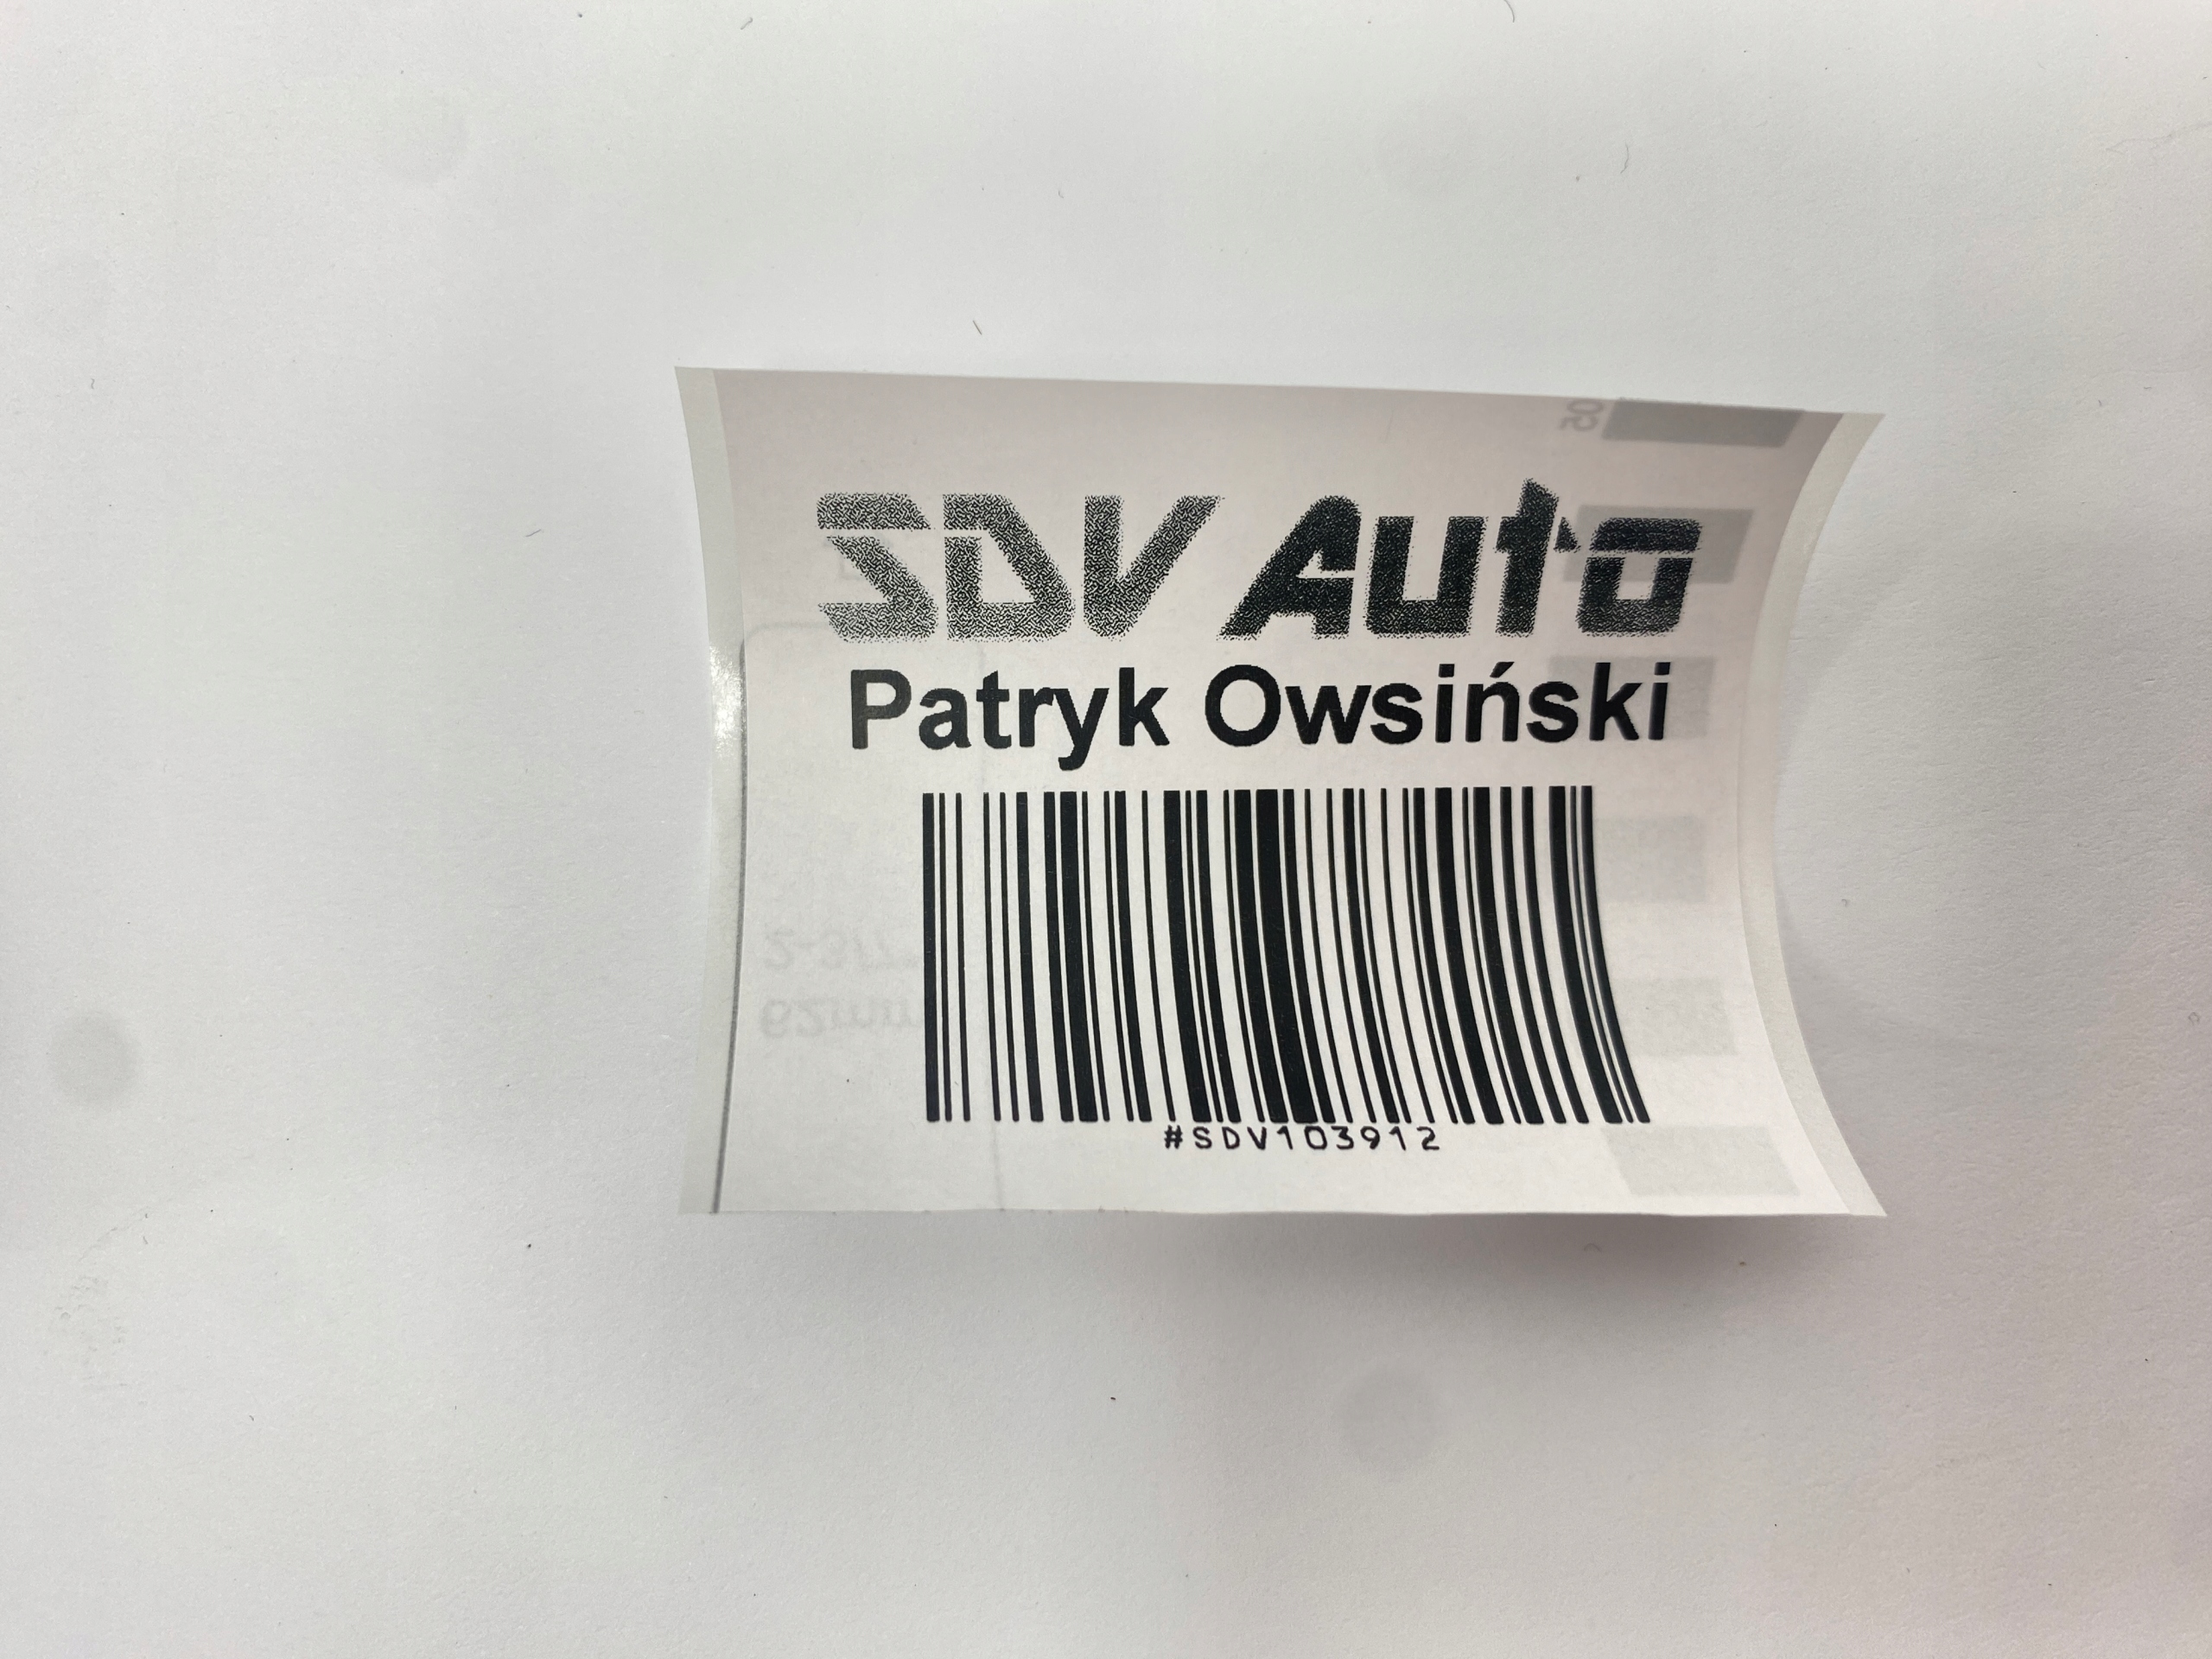 SDV Auto
Patryk Owsiński
#SDV103912